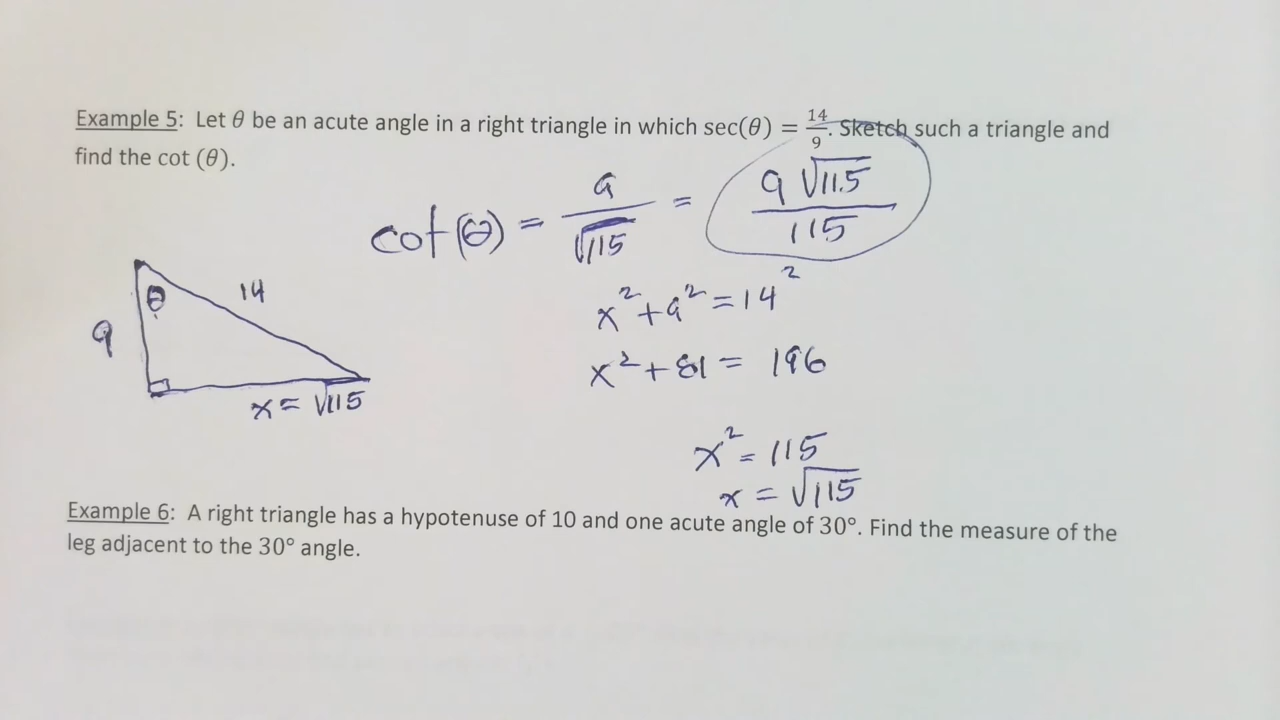 Example 5: Let θ be an acute angle in a right triangle in which sec(θ) = 14/9. Sketch such a triangle and
find the cot (θ).
cot(θ) = 9/√115 = 9√11.5/115
θ
14
9
x = √115
x² + 9² = 14²
x² + 81 = 196
x² = 115
x = √115
Example 6: A right triangle has a hypotenuse of 10 and one acute angle of 30°. Find the measure of the
leg adjacent to the 30° angle.